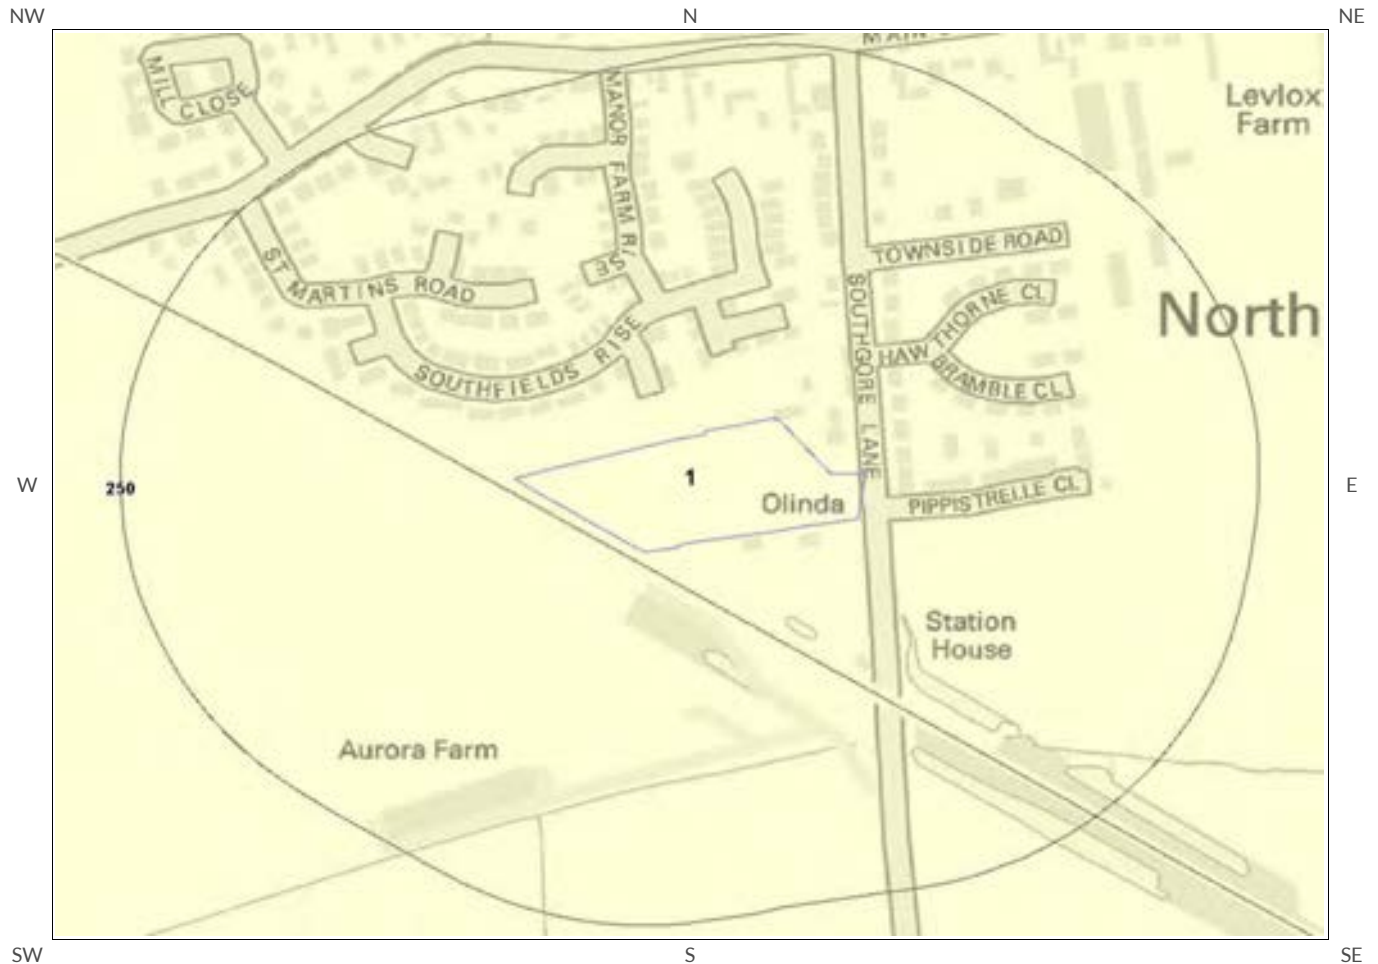 NW
N
NE
MILL CLOSE
MANOR FARM RISE
Levlox
Farm
ST MARTINS ROAD
TOWNSIDE ROAD
SOUTHGORE LANE
HAWTHORNE CL
North
SOUTHFIELDS RISE
BRAMBLE CL
W
250
1
Olinda
PIPPISTRELLE CL
E
Station
House
Aurora Farm
SW
S
SE